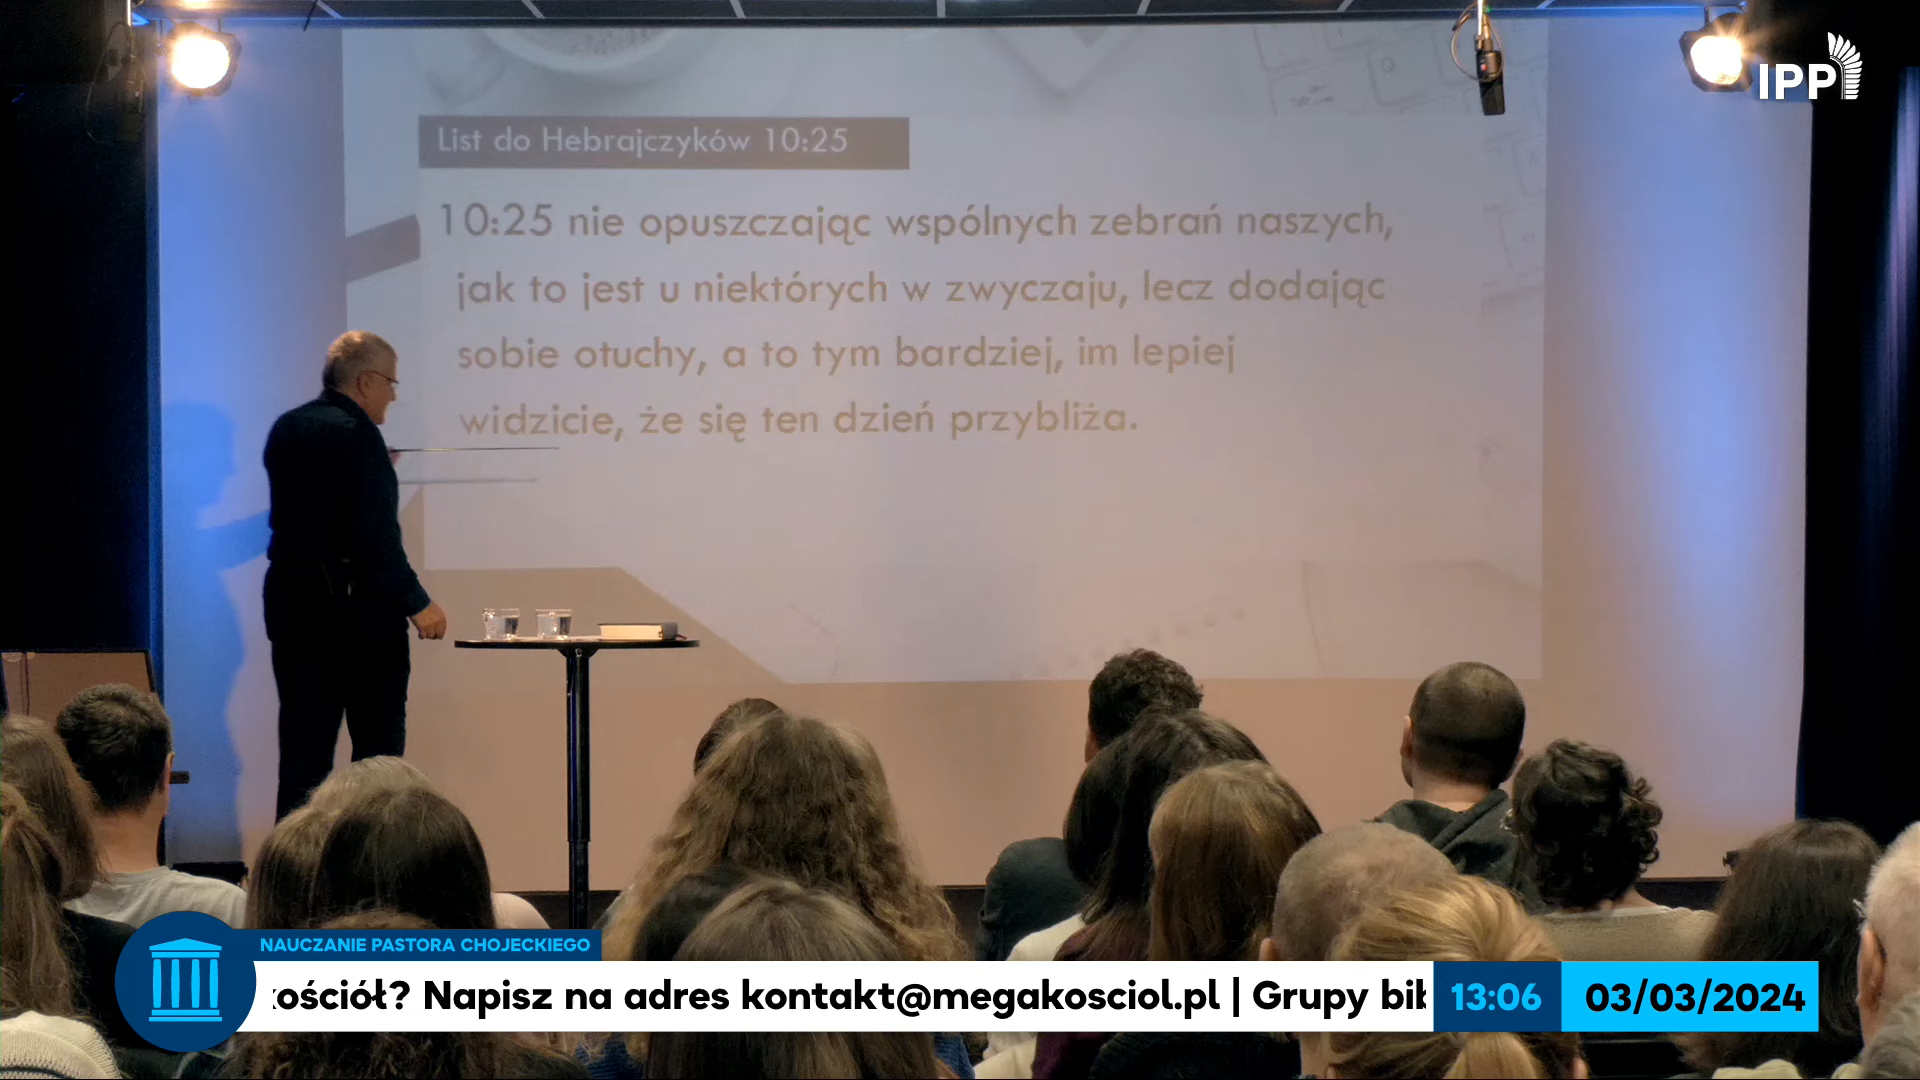 IPP
List do Hebrajczyków 10:25
10:25 nie opuszczając wspólnych zebrań naszych,
jak to jest u niektórych w zwyczaju, lecz dodając
sobie otuchy, a to tym bardziej, im lepiej
widzicie, że się ten dzień przybliża.
NAUCZANIE PASTORA CHOJECKIEGO
kościół? Napisz na adres kontakt@megakosciol.pl | Grupy bib
13:06
03/03/2024